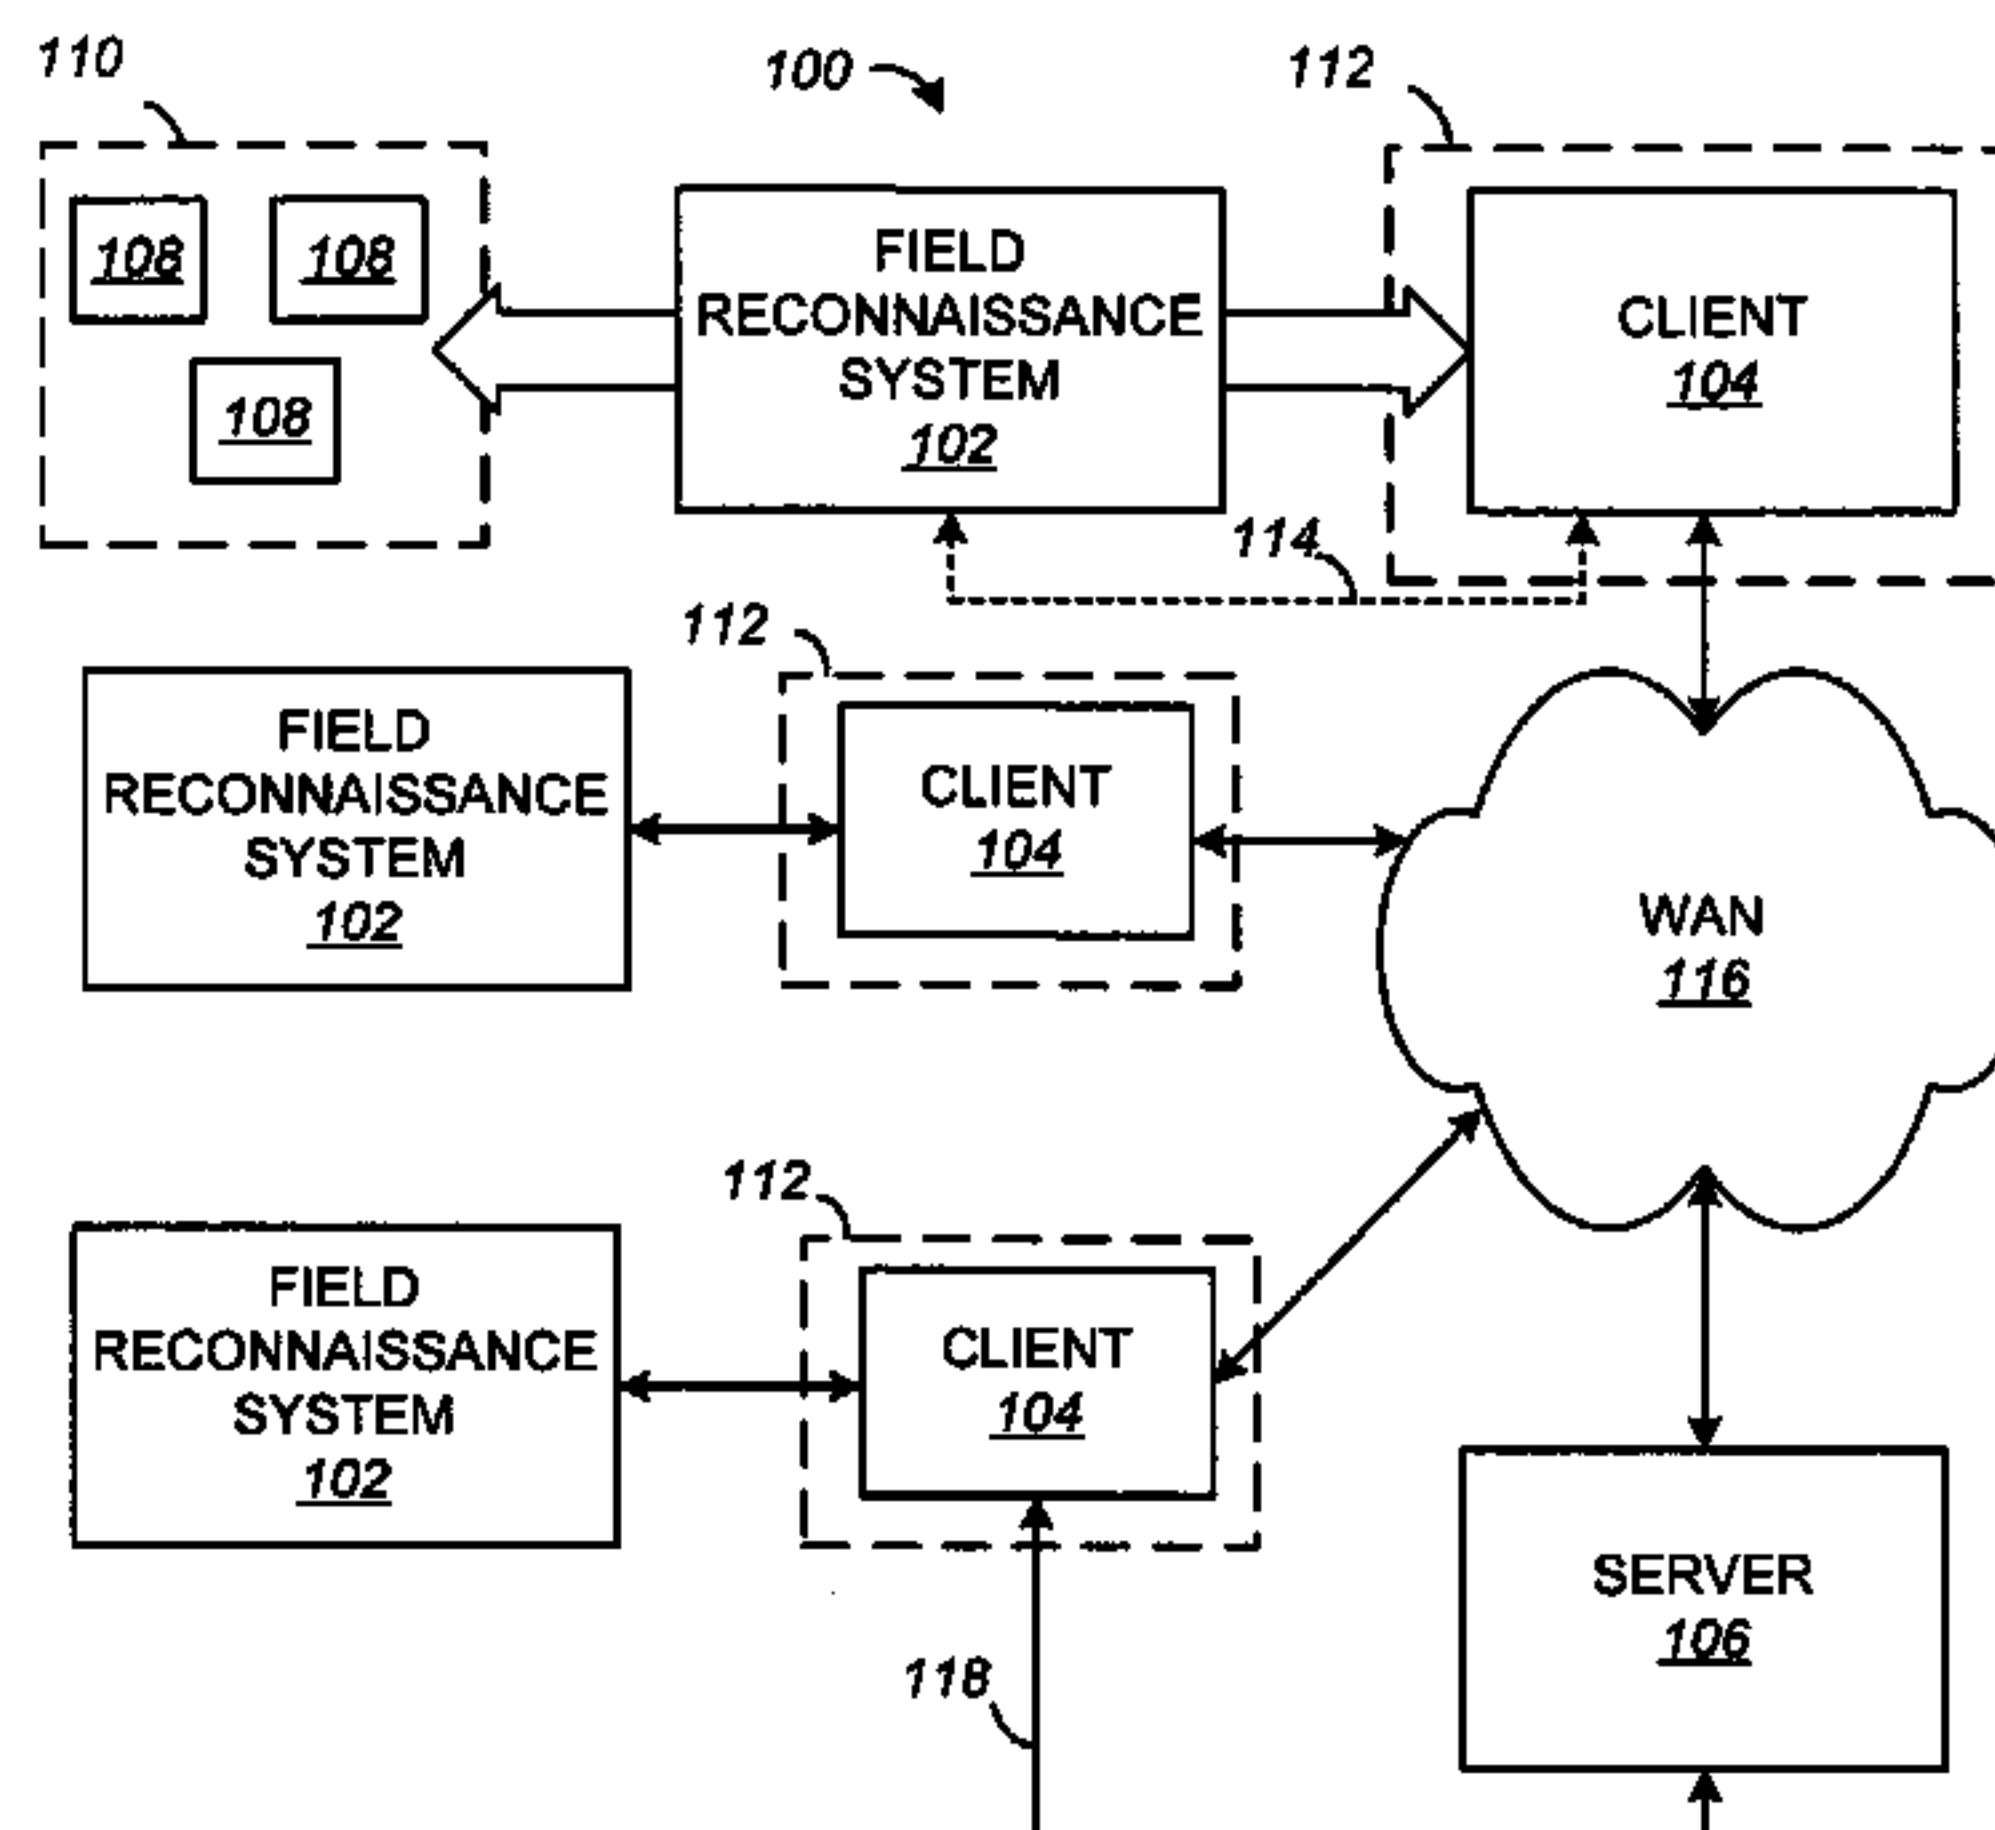 110
100
112
108
108
108
FIELD
RECONNAISSANCE
SYSTEM
102
CLIENT
104
114
112
FIELD
RECONNAISSANCE
SYSTEM
102
CLIENT
104
WAN
116
112
FIELD
RECONNAISSANCE
SYSTEM
102
CLIENT
104
118
SERVER
106